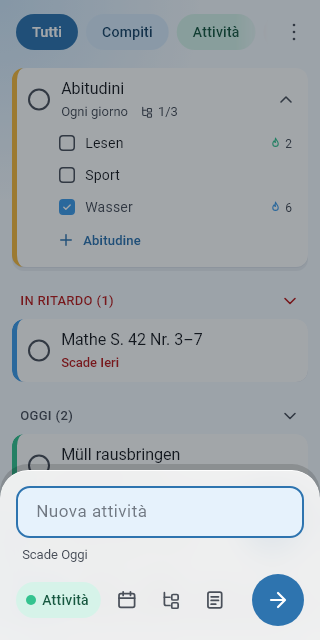 Tutti Compiti Attività
Abitudini
Ogni giorno 1/3
Lesen 2
Sport
Wasser 6
Abitudine
IN RITARDO (1)
Mathe S. 42 Nr. 3–7
Scade Ieri
OGGI (2)
Müll rausbringen
Nuova attività
Scade Oggi
Attività